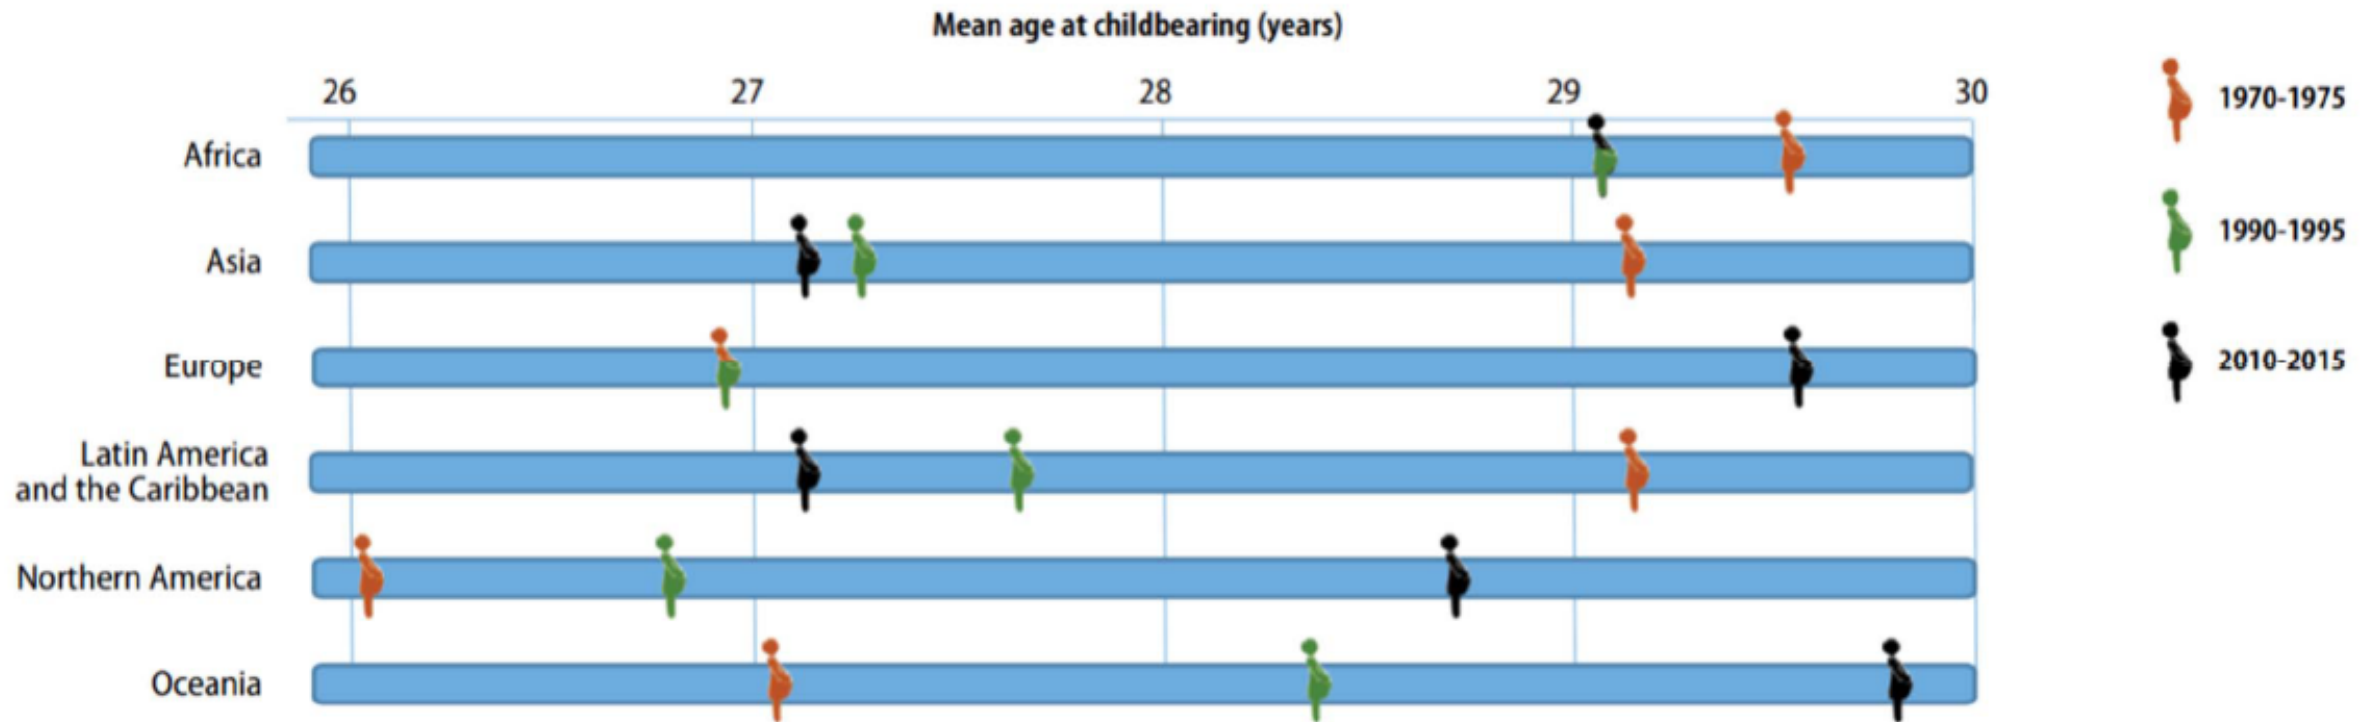 Mean age at childbearing (years)
26 27 28 29 30
1970-1975
Africa
1990-1995
Asia
2010-2015
Europe
Latin America
and the Caribbean
Northern America
Oceania